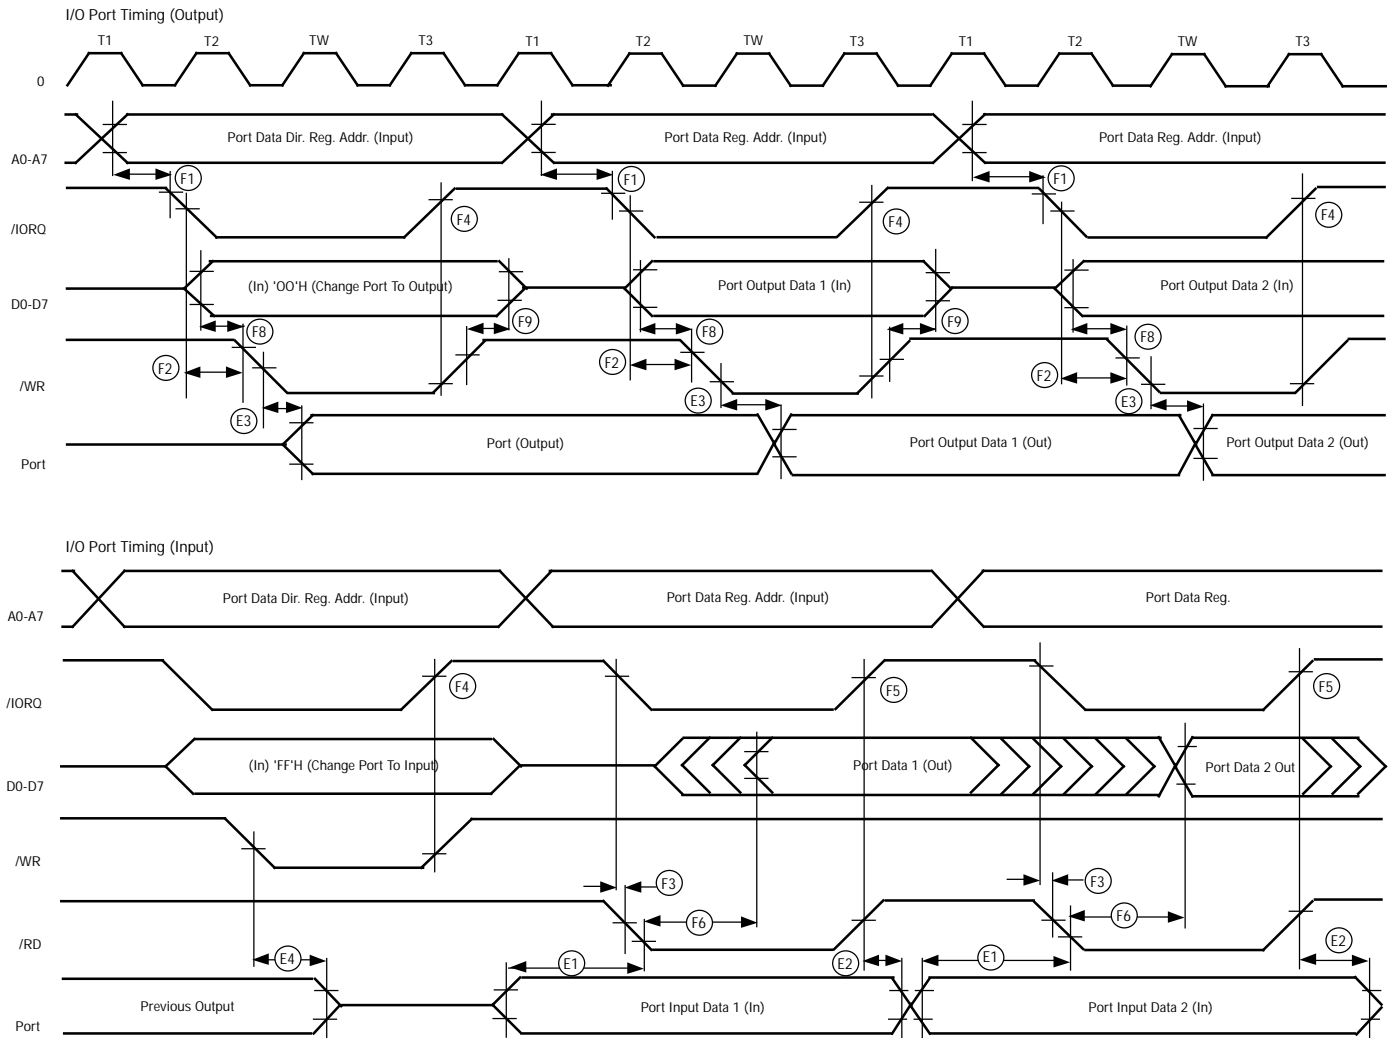 I/O Port Timing (Output)
T1 T2 TW T3 T1 T2 TW T3 T1 T2 TW T3
0
Port Data Dir. Reg. Addr. (Input) Port Data Reg. Addr. (Input) Port Data Reg. Addr. (Input)
A0-A7
F1 F1 F1
F4 F4 F4
/IORQ
(In) 'OO'H (Change Port To Output) Port Output Data 1 (In) Port Output Data 2 (In)
D0-D7
F8 F9 F8 F9 F8
F2 F2 F2
/WR
E3 E3 E3
Port (Output) Port Output Data 1 (Out) Port Output Data 2 (Out)
Port
I/O Port Timing (Input)
Port Data Dir. Reg. Addr. (Input) Port Data Reg. Addr. (Input) Port Data Reg.
A0-A7
F4 F5 F5
/IORQ
(In) 'FF'H (Change Port To Input) Port Data 1 (Out) Port Data 2 Out
D0-D7
/WR
F3 F3
F6 F6
/RD
E4 E1 E2 E1 E2
Previous Output Port Input Data 1 (In) Port Input Data 2 (In)
Port